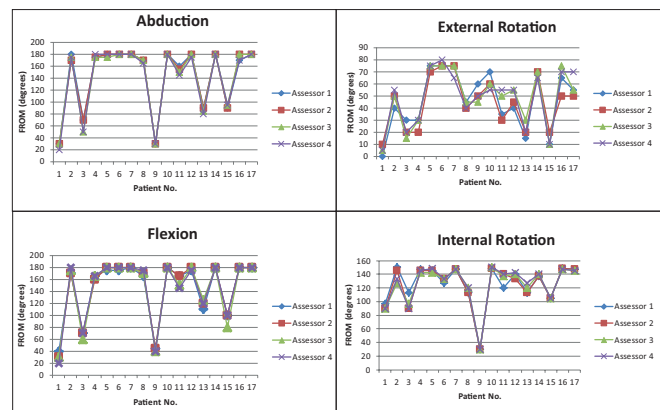 Abduction
FROM (degrees)
200
180
160
140
120
100
80
60
40
20
0
1 2 3 4 5 6 7 8 9 10 11 12 13 14 15 16 17
Patient No.
Assessor 1
Assessor 2
Assessor 3
Assessor 4
External Rotation
FROM (degrees)
90
80
70
60
50
40
30
20
10
0
1 2 3 4 5 6 7 8 9 10 11 12 13 14 15 16 17
Patient No.
Assessor 1
Assessor 2
Assessor 3
Assessor 4
Flexion
FROM (degrees)
200
180
160
140
120
100
80
60
40
20
0
1 2 3 4 5 6 7 8 9 10 11 12 13 14 15 16 17
Patient No.
Assessor 1
Assessor 2
Assessor 3
Assessor 4
Internal Rotation
FROM (degrees)
160
140
120
100
80
60
40
20
0
1 2 3 4 5 6 7 8 9 10 11 12 13 14 15 16 17
Patient No.
Assessor 1
Assessor 2
Assessor 3
Assessor 4